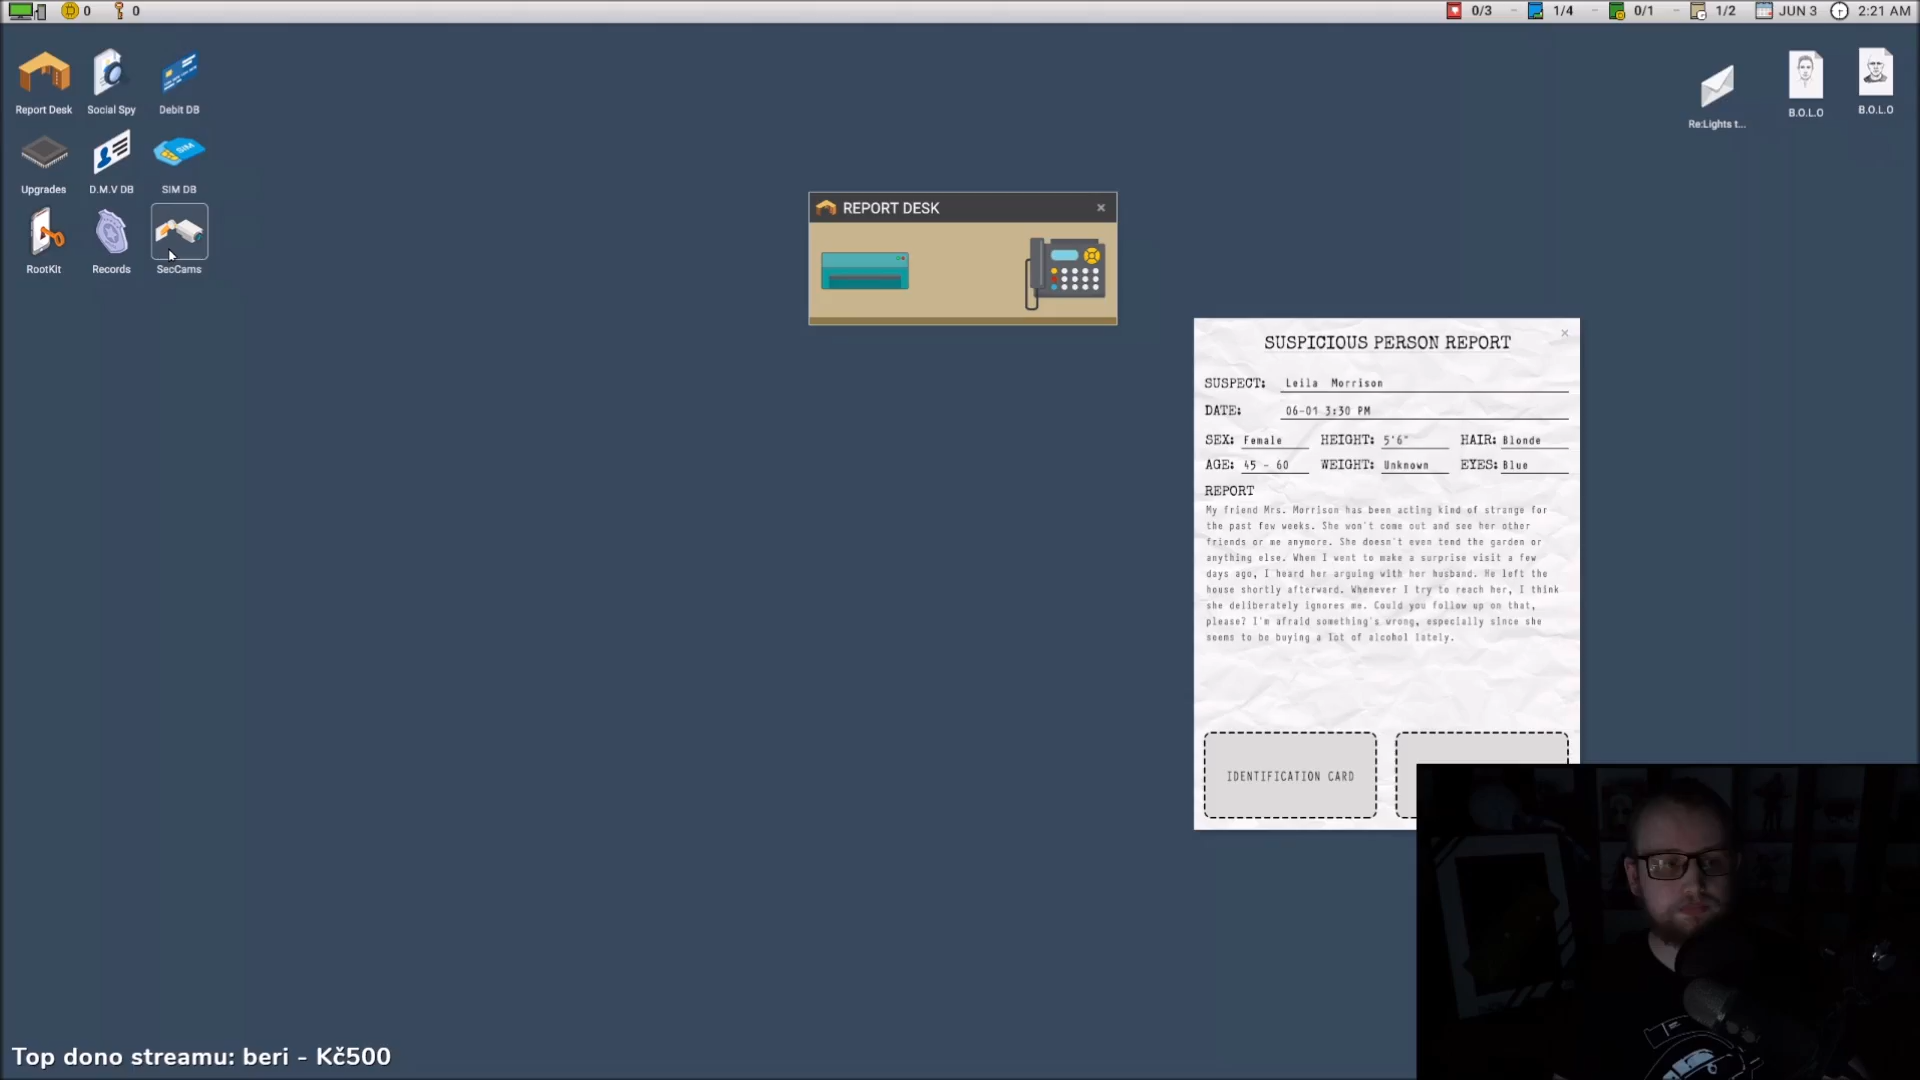 0 0 0/3 - 1/4 - 0/1 - 1/2 JUN 3 2:21 AM
Report Desk Social Spy Debit DB
Re:Lights t... B.O.L.O B.O.L.O
Upgrades D.M.V DB SIM DB
RootKit Records SecCams
REPORT DESK
SIM
SUSPICIOUS PERSON REPORT
SUSPECT: Leila Morrison
DATE: 06-01 3:30 PM
SEX: Female HEIGHT: 5'6" HAIR: Blonde
AGE: 45 - 60 WEIGHT: Unknown EYES: Blue
REPORT
My friend Mrs. Morrison has been acting kind of strange for
the past few weeks. She won't come out and see her other
friends or me anymore. She doesn't even tend the garden or
anything else. When I went to make a surprise visit a few
days ago, I heard her arguing with her husband. He left the
house shortly afterward. Whenever I try to reach her, I think
she deliberately ignores me. Could you follow up on that,
please? I'm afraid something's wrong, especially since she
seems to be buying a lot of alcohol lately.
IDENTIFICATION CARD
Top dono streamu: beri - Kč500